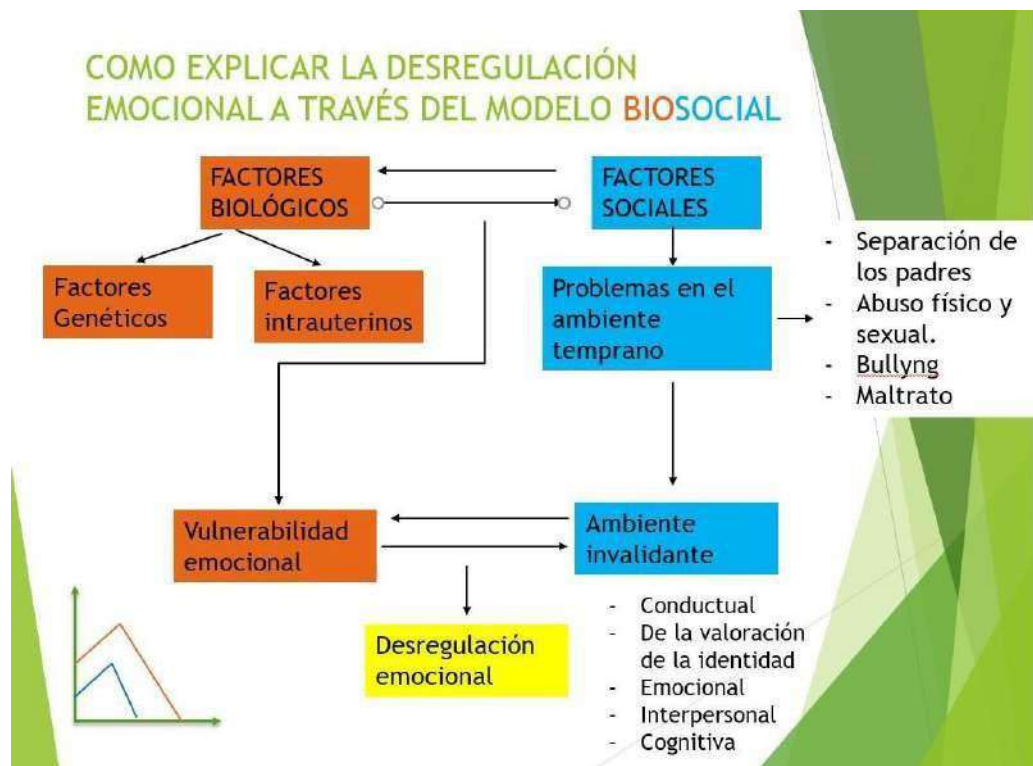 COMO EXPLICAR LA DESREGULACIÓN
EMOCIONAL A TRAVÉS DEL MODELO BIOSOCIAL
FACTORES
BIOLÓGICOS
FACTORES
SOCIALES
Factores
Genéticos
Factores
intrauterinos
Problemas en el
ambiente
temprano
- Separación de
los padres
- Abuso físico y
sexual.
- Bullyng
- Maltrato
Vulnerabilidad
emocional
Ambiente
invalidante
Desregulación
emocional
- Conductual
- De la valoración
de la identidad
- Emocional
- Interpersonal
- Cognitiva